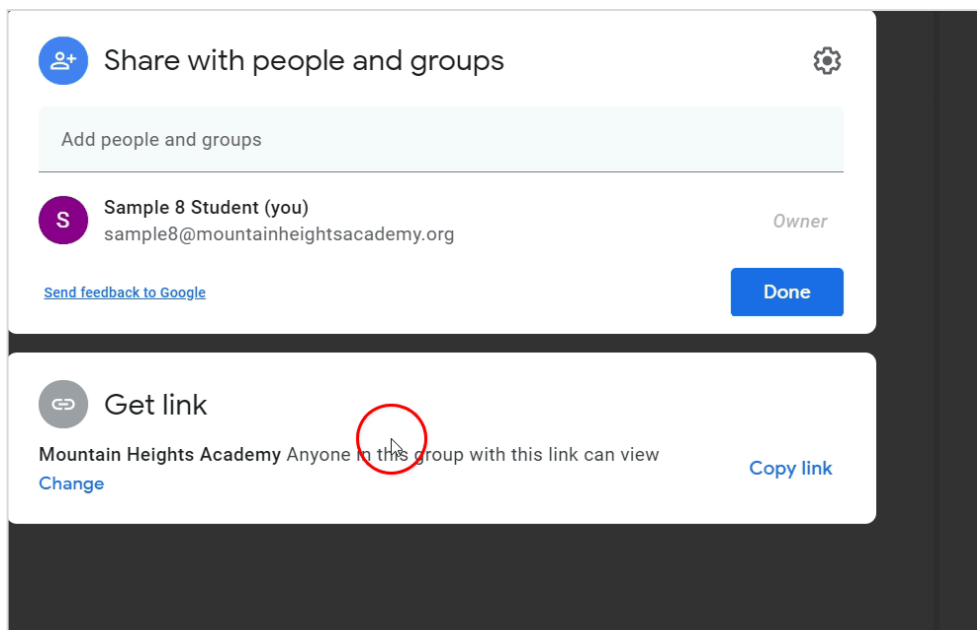 Share with people and groups
Add people and groups
S
Sample 8 Student (you)
sample8@mountainheightsacademy.org
Owner
Send feedback to Google
Done
Get link
Mountain Heights Academy Anyone in this group with this link can view
Change
Copy link